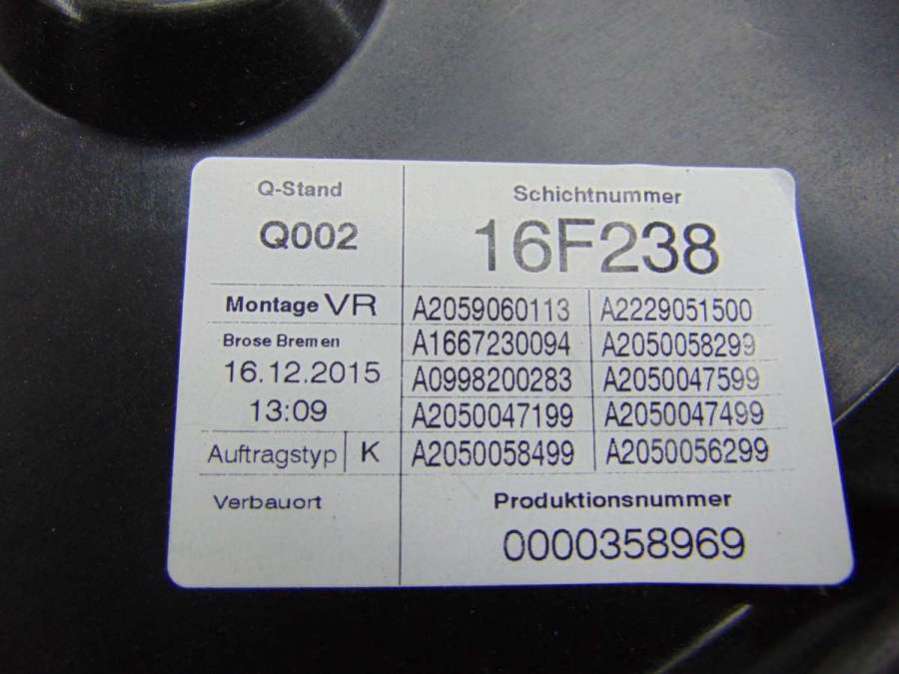 Q-Stand
Q002
Schichtnummer
16F238
Montage VR
Brose Bremen
16.12.2015
13:09
Auftragstyp K
Verbauort
A2059060113 A2229051500
A1667230094 A2050058299
A0998200283 A2050047599
A2050047199 A2050047499
A2050058499 A2050056299
Produktionsnummer
0000358969